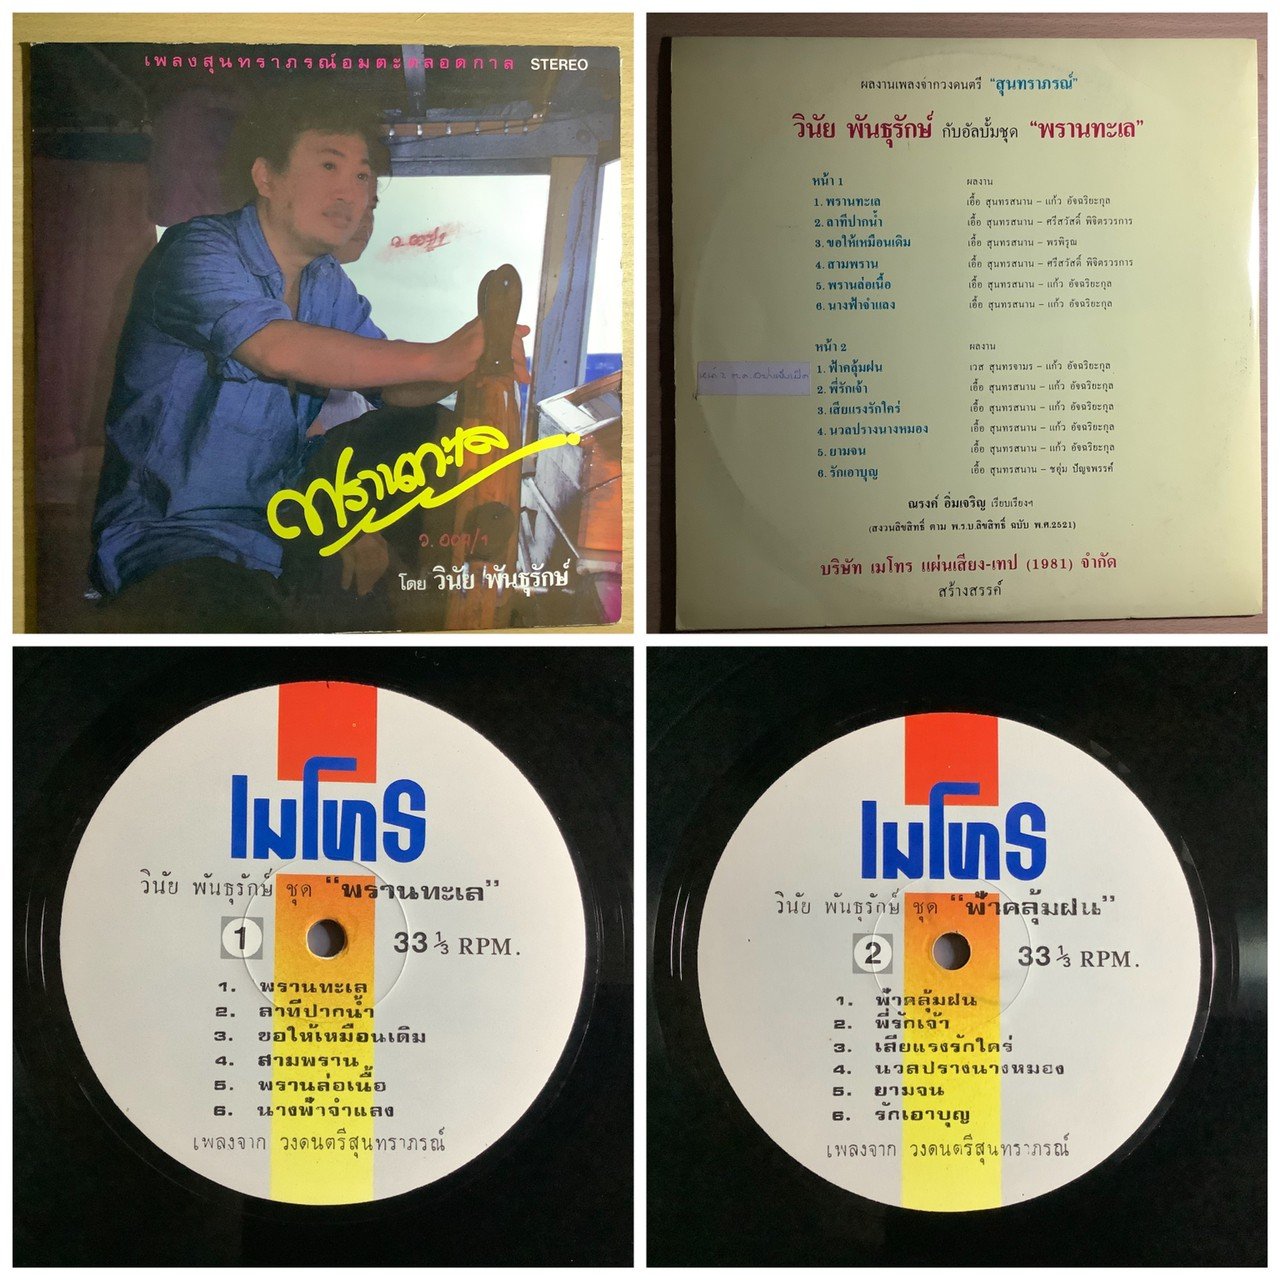 เพลงสุนทราภรณ์อมตะตลอดกาล STEREO
ว.007/1
พรานทะเล
ว.007/1
โดย วินัย พันธุรักษ์
ผลงานเพลงจากวงดนตรี “สุนทราภรณ์”
วินัย พันธุรักษ์ กับอัลบั้มชุด “พรานทะเล”
หน้า 1 ผลงาน
1. พรานทะเล เอื้อ สุนทรสนาน – แก้ว อัจฉริยะกุล
2. ลาทีปากน้ำ เอื้อ สุนทรสนาน – ศรีสวัสดิ์ พิจิตรวรการ
3. ขอให้เหมือนเดิม เอื้อ สุนทรสนาน – พรพิรุณ
4. สามพราน เอื้อ สุนทรสนาน – ศรีสวัสดิ์ พิจิตรวรการ
5. พรานล่อเนื้อ เอื้อ สุนทรสนาน – แก้ว อัจฉริยะกุล
6. นางฟ้าจำแลง เอื้อ สุนทรสนาน – แก้ว อัจฉริยะกุล
หน้า 2 ผลงาน
1. ฟ้าคลุ้มฝน เวส สุนทรจามร – แก้ว อัจฉริยะกุล
2. พี่รักเจ้า เอื้อ สุนทรสนาน – แก้ว อัจฉริยะกุล
3. เสียแรงรักใคร่ เอื้อ สุนทรสนาน – แก้ว อัจฉริยะกุล
4. นวลปรางนางหมอง เอื้อ สุนทรสนาน – แก้ว อัจฉริยะกุล
5. ยามจน เอื้อ สุนทรสนาน – แก้ว อัจฉริยะกุล
6. รักเอาบุญ เอื้อ สุนทรสนาน – ชอุ่ม ปัญจพรรค์
ณรงค์ อิ่มเจริญ เรียบเรียงฯ
(สงวนลิขสิทธิ์ ตาม พ.ร.บ.ลิขสิทธิ์ ฉบับ พ.ศ.2521)
บริษัท เมโทร แผ่นเสียง-เทป (1981) จำกัด
สร้างสรรค์
เมโทร
วินัย พันธุรักษ์ ชุด “พรานทะเล”
1 33 ⅓ RPM.
1. พรานทะเล
2. ลาทีปากน้ำ
3. ขอให้เหมือนเดิม
4. สามพราน
5. พรานล่อเนื้อ
6. นางฟ้าจำแลง
เพลงจาก วงดนตรีสุนทราภรณ์
เมโทร
วินัย พันธุรักษ์ ชุด “ฟ้าคลุ้มฝน”
2 33 ⅓ RPM.
1. ฟ้าคลุ้มฝน
2. พี่รักเจ้า
3. เสียแรงรักใคร่
4. นวลปรางนางหมอง
5. ยามจน
6. รักเอาบุญ
เพลงจาก วงดนตรีสุนทราภรณ์